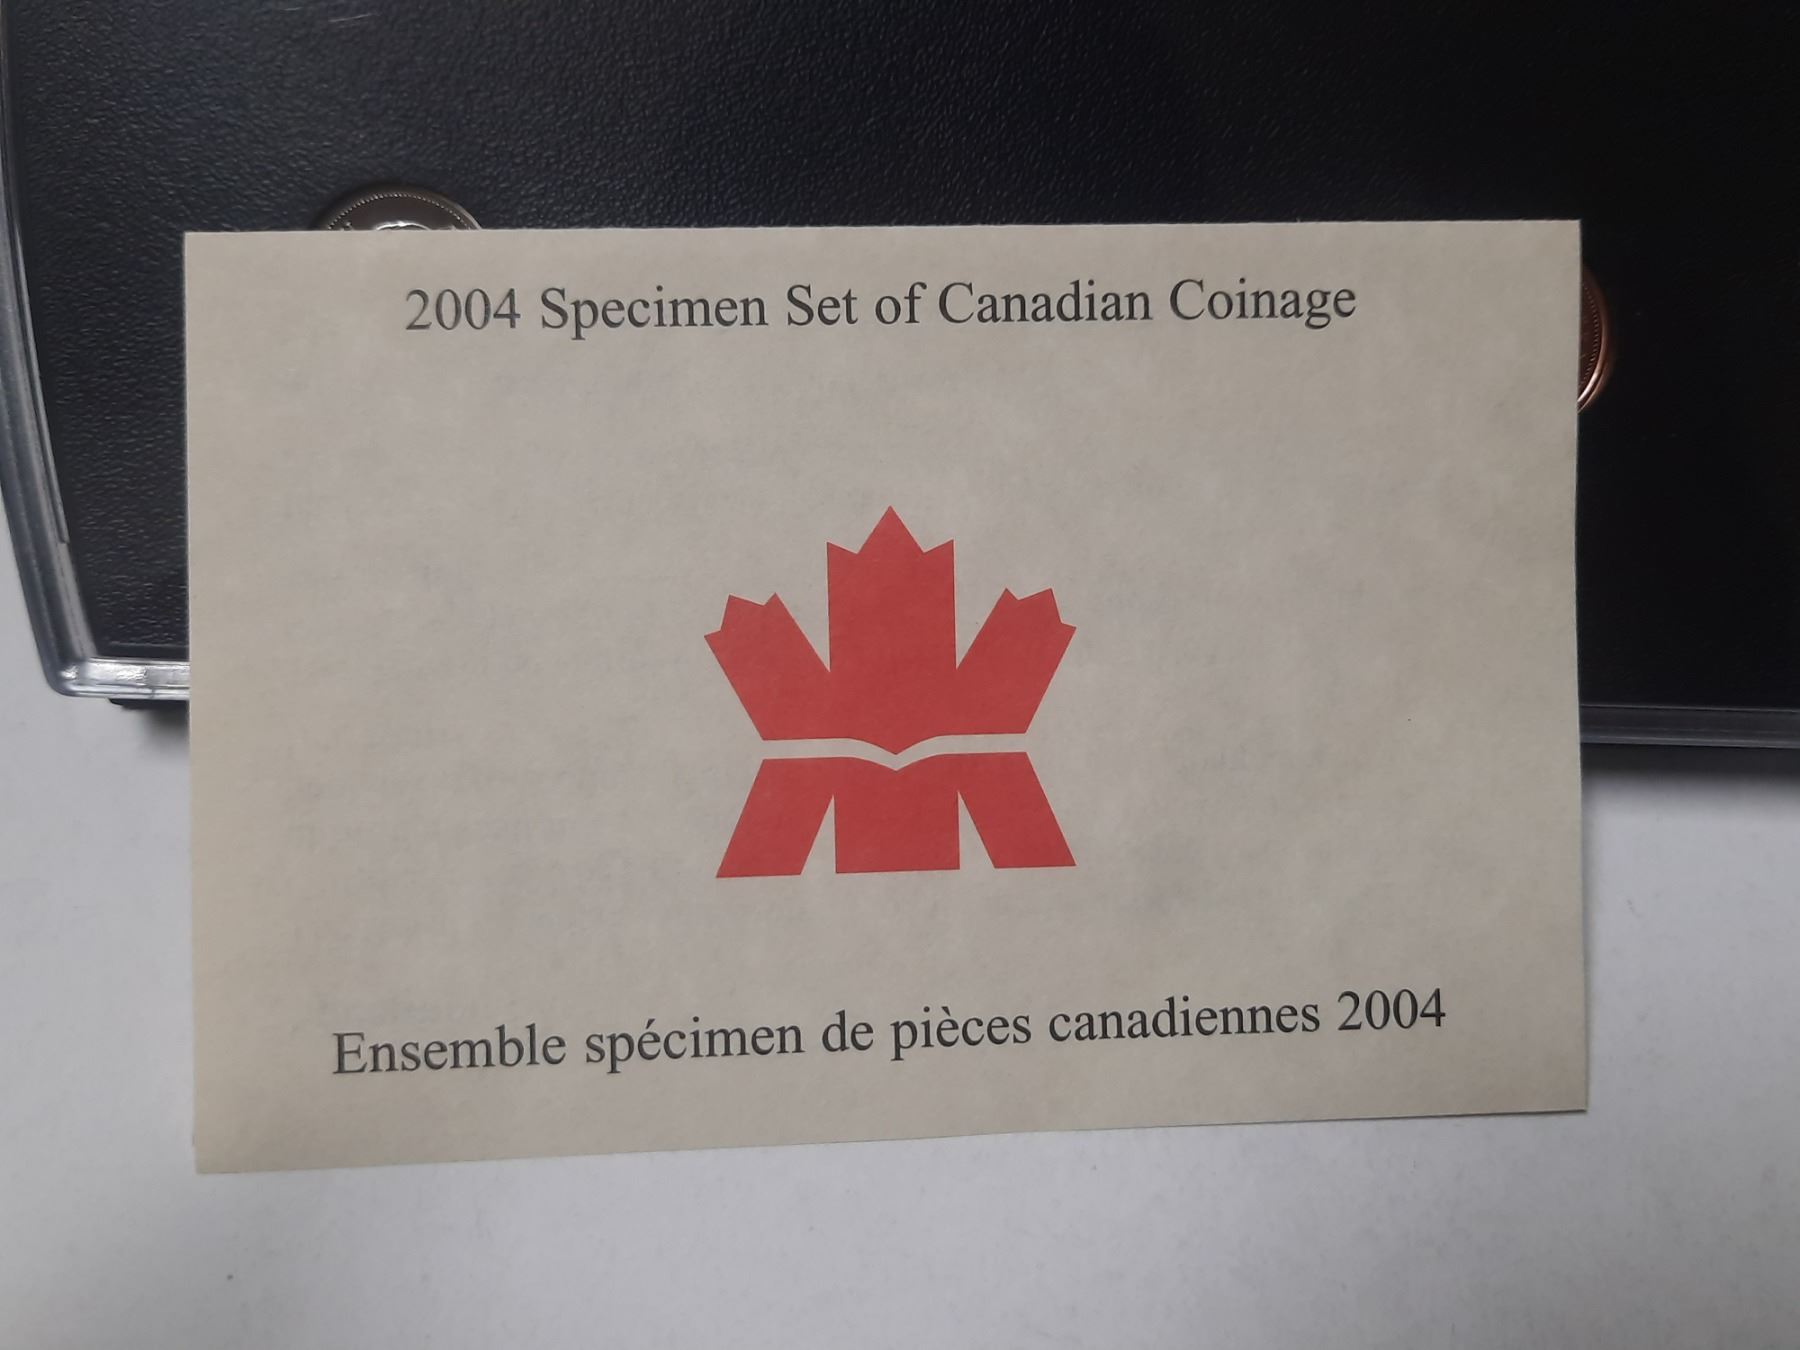 2004 Specimen Set of Canadian Coinage
Ensemble spécimen de pièces canadiennes 2004